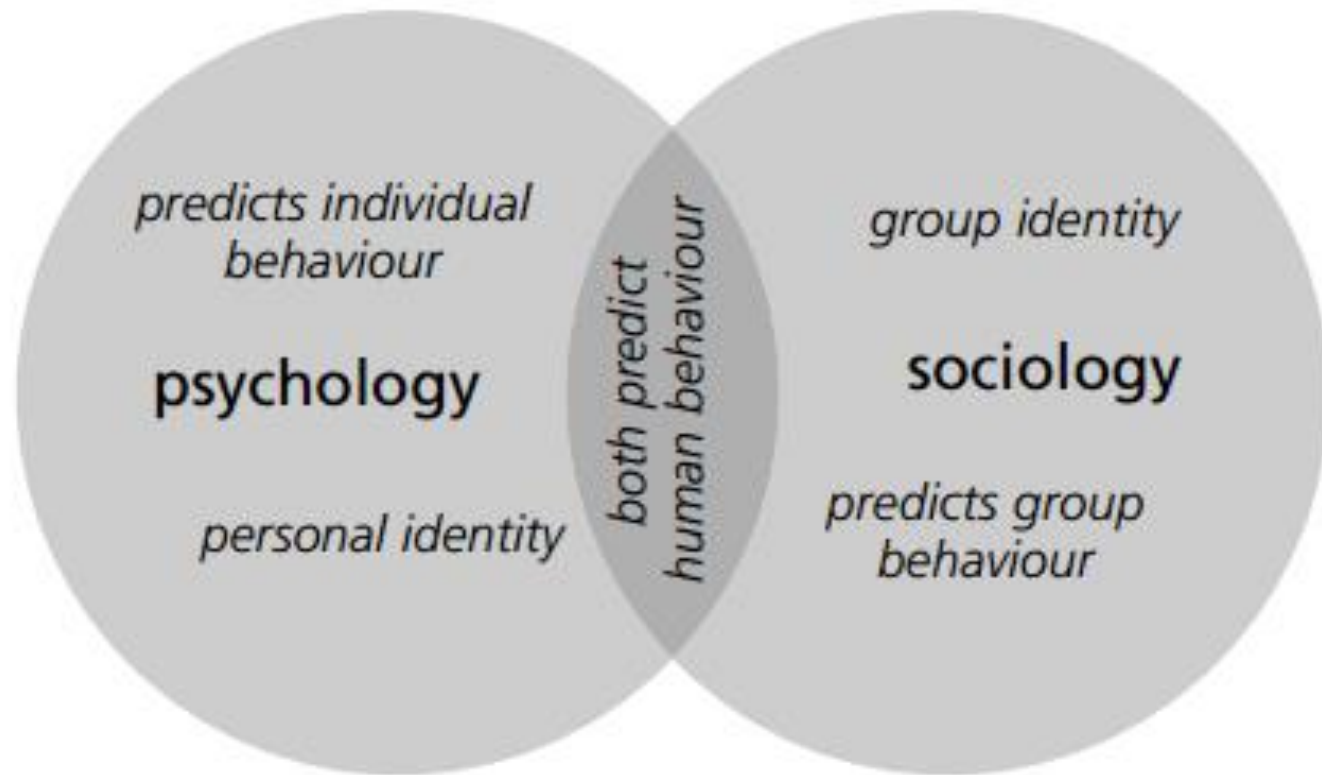 predicts individual
behaviour
psychology
personal identity
both predict
human behaviour
group identity
sociology
predicts group
behaviour